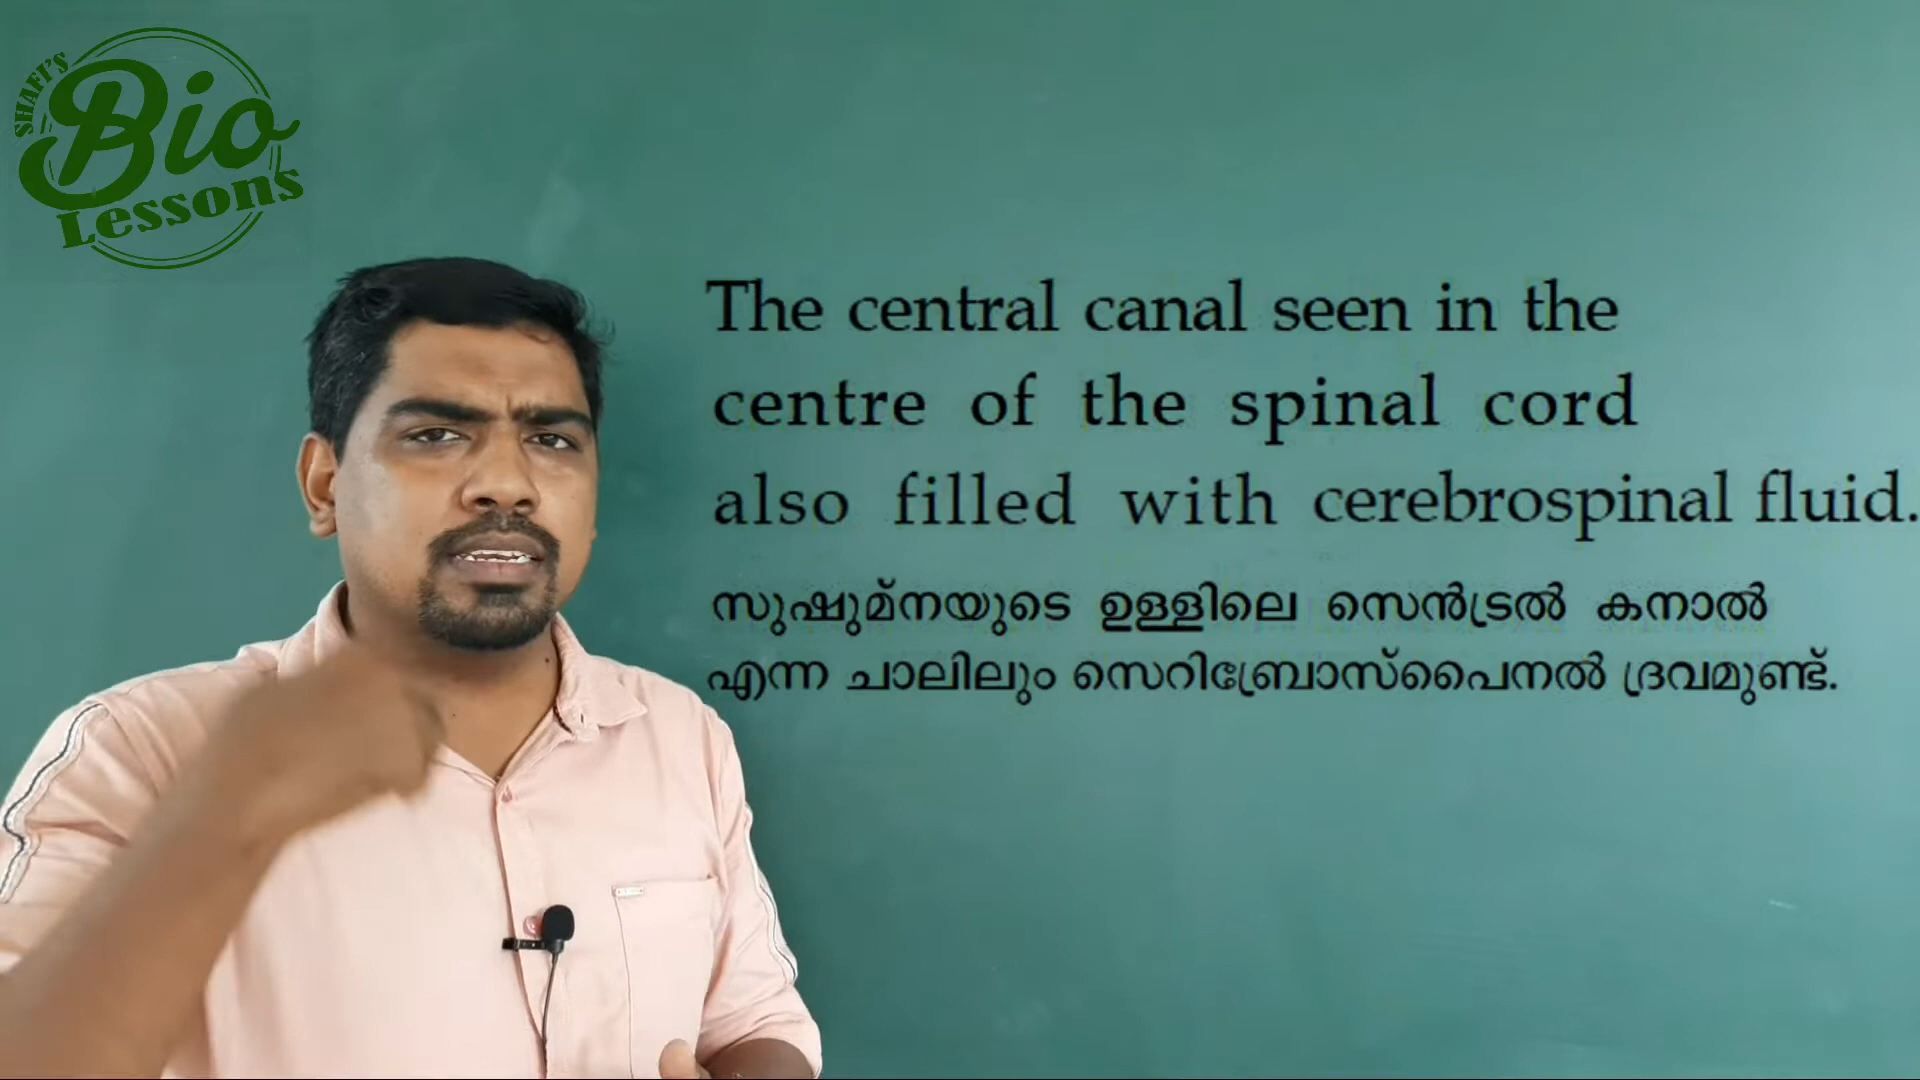 SHAFI'S
Bio
Lessons
The central canal seen in the
centre of the spinal cord
also filled with cerebrospinal fluid.
സുഷുമ്നയുടെ ഉള്ളിലെ സെൻട്രൽ കനാൽ
എന്ന ചാലിലും സെറിബ്രോസ്പൈനൽ ദ്രവമുണ്ട്.